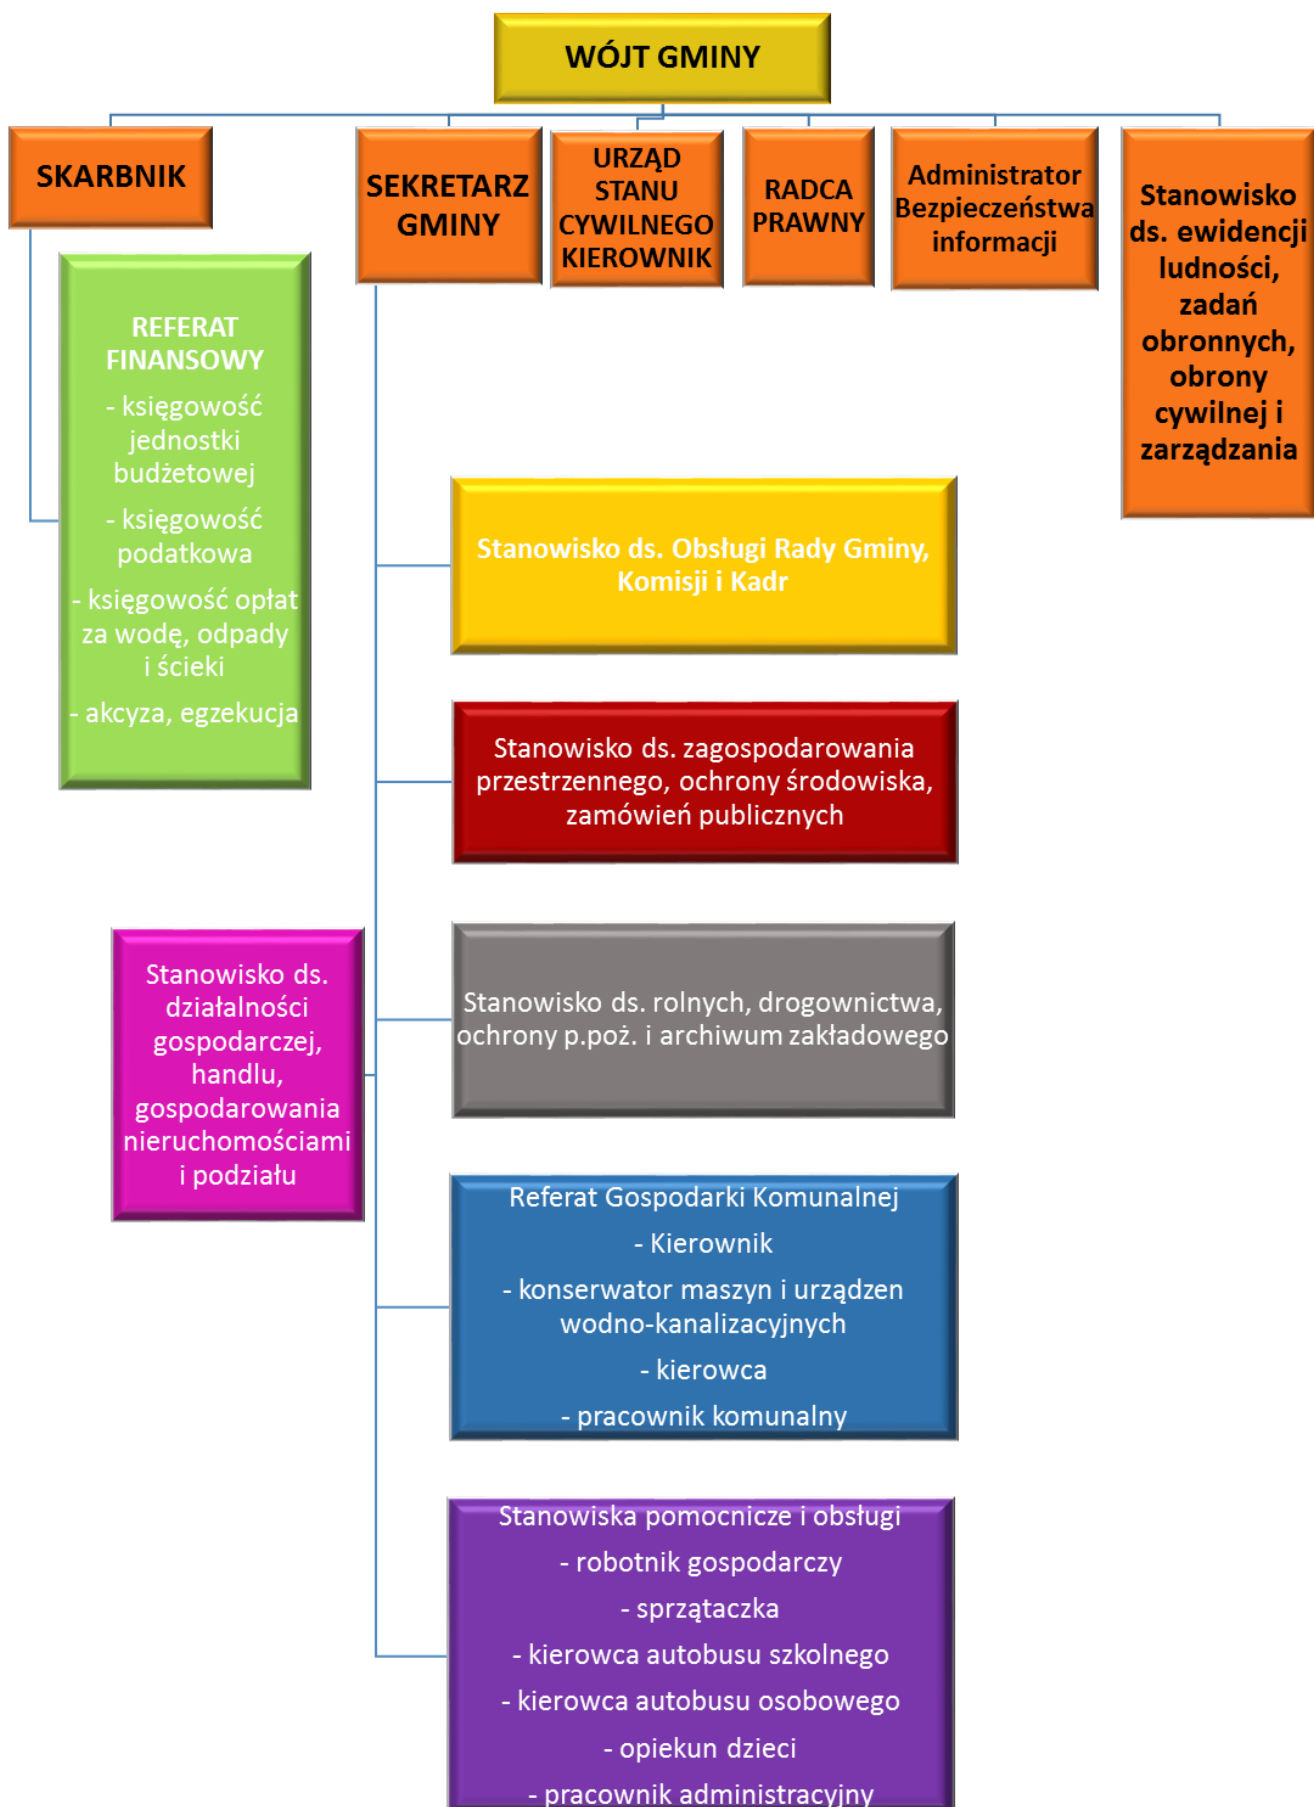 WÓJT GMINY
SKARBNIK
SEKRETARZ
GMINY
URZĄD
STANU
CYWILNEGO
KIEROWNIK
RADCA
PRAWNY
Administrator
Bezpieczeństwa
informacji
Stanowisko
ds. ewidencji
ludności,
zadań
obronnych,
obrony
cywilnej i
zarządzania
REFERAT
FINANSOWY
- księgowość
jednostki
budżetowej
- księgowość
podatkowa
- księgowość opłat
za wodę, odpady
i ścieki
- akcyza, egzekucja
Stanowisko ds. Obsługi Rady Gminy,
Komisji i Kadr
Stanowisko ds. zagospodarowania
przestrzennego, ochrony środowiska,
zamówień publicznych
Stanowisko ds.
działalności
gospodarczej,
handlu,
gospodarowania
nieruchomościami
i podziału
Stanowisko ds. rolnych, drogownictwa,
ochrony p.poż. i archiwum zakładowego
Referat Gospodarki Komunalnej
- Kierownik
- konserwator maszyn i urządzen
wodno-kanalizacyjnych
- kierowca
- pracownik komunalny
Stanowiska pomocnicze i obsługi
- robotnik gospodarczy
- sprzątaczka
- kierowca autobusu szkolnego
- kierowca autobusu osobowego
- opiekun dzieci
- pracownik administracyjny